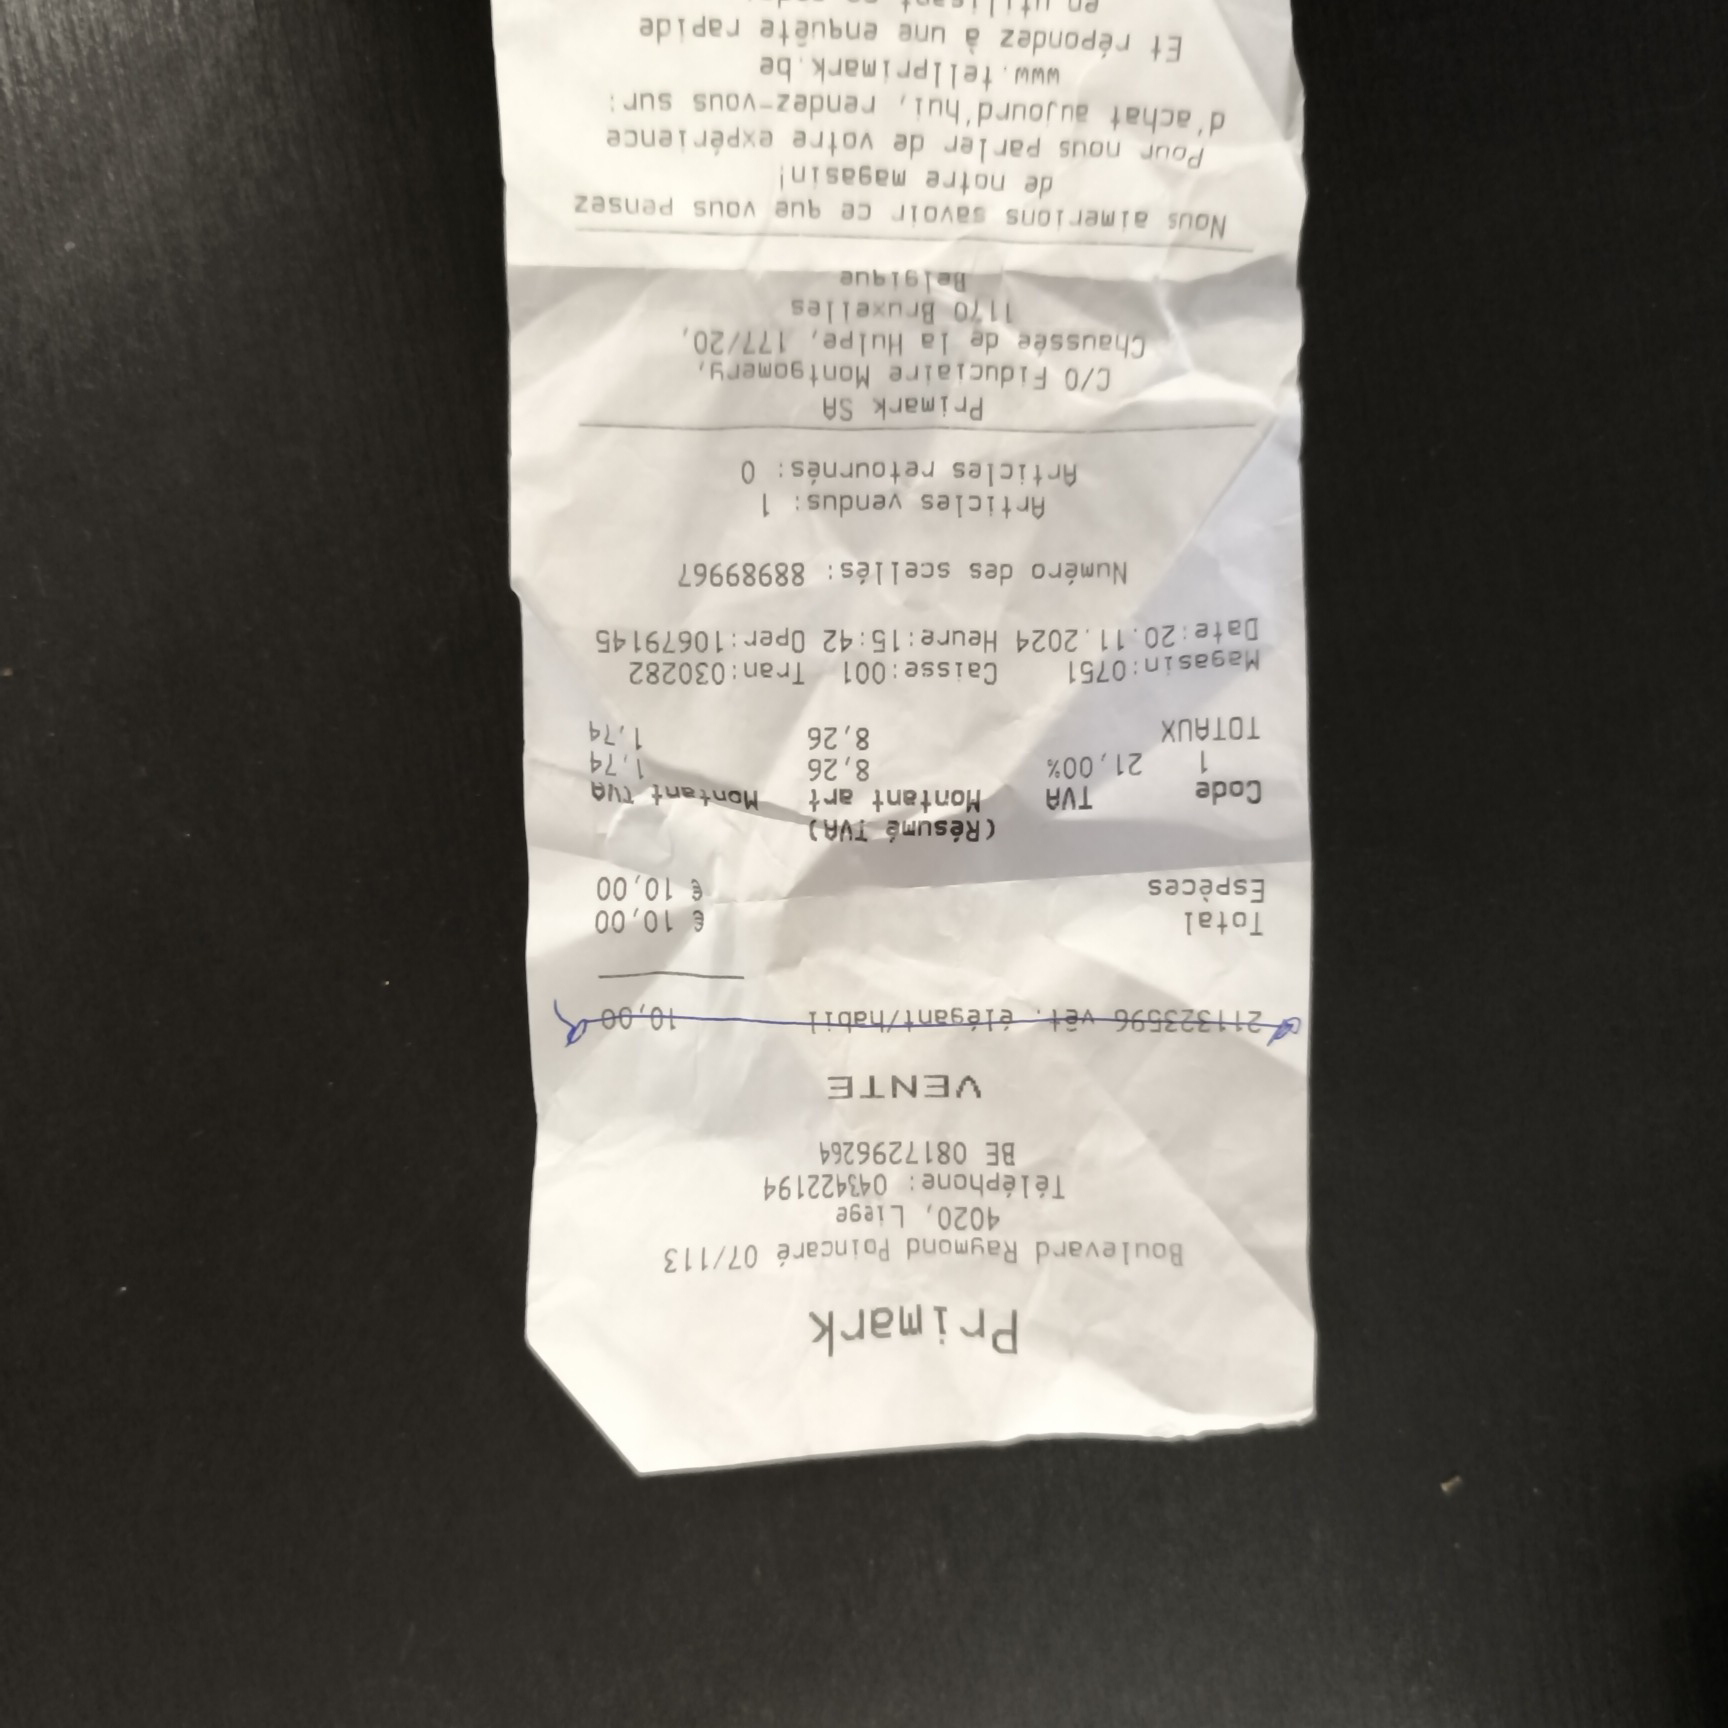 Primark
Boulevard Raymond Poincaré 07/113
4020, Liege
Téléphone: 043422194
BE 0817296264
VENTE
211323596 vêt. élégant/habil 10,00
Total € 10,00
Espèces € 10,00
(Résumé TVA)
Code TVA Montant art Montant TVA
1 21,00% 8,26 1,74
TOTAUX 8,26 1,74
Magasin:0751 Caisse:001 Tran:030282
Date:20.11.2024 Heure:15:42 Oper:10679145
Numéro des scellés: 88989967
Articles vendus: 1
Articles retournés: 0
Primark SA
C/O Fiduciaire Montgomery,
Chaussée de la Hulpe, 177/20,
1170 Bruxelles
Belgique
Nous aimerions savoir ce que vous pensez
de notre magasin!
Pour nous parler de votre expérience
d'achat aujourd'hui, rendez-vous sur:
www.tellprimark.be
Et répondez à une enquête rapide
en utilisant